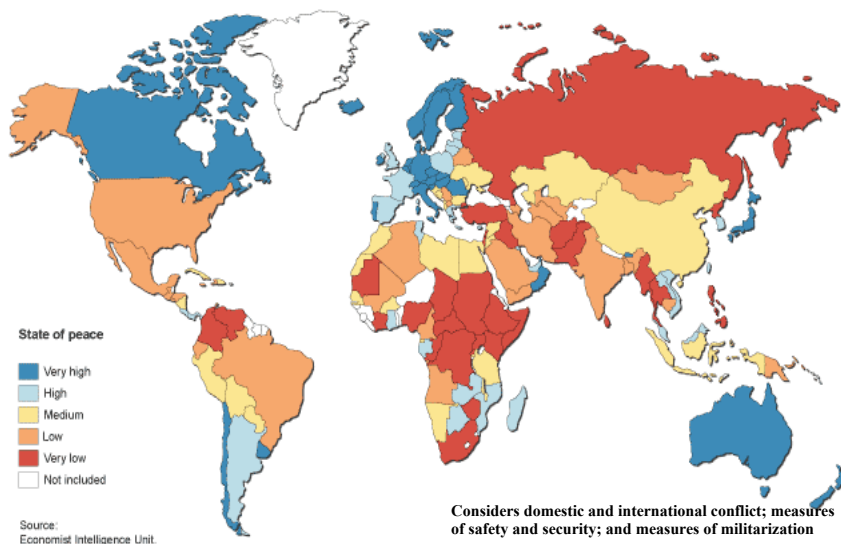 State of peace
Very high
High
Medium
Low
Very low
Not included
Source:
Economist Intelligence Unit.
Considers domestic and international conflict; measures
of safety and security; and measures of militarization